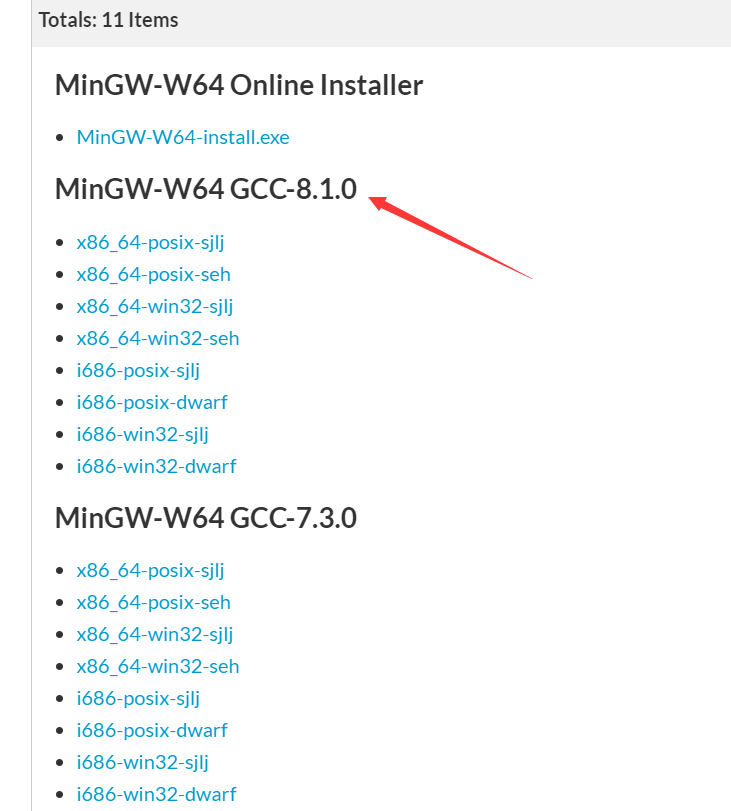 Totals: 11 Items
MinGW-W64 Online Installer
MinGW-W64-install.exe
MinGW-W64 GCC-8.1.0
x86_64-posix-sjlj
x86_64-posix-seh
x86_64-win32-sjlj
x86_64-win32-seh
i686-posix-sjlj
i686-posix-dwarf
i686-win32-sjlj
i686-win32-dwarf
MinGW-W64 GCC-7.3.0
x86_64-posix-sjlj
x86_64-posix-seh
x86_64-win32-sjlj
x86_64-win32-seh
i686-posix-sjlj
i686-posix-dwarf
i686-win32-sjlj
i686-win32-dwarf